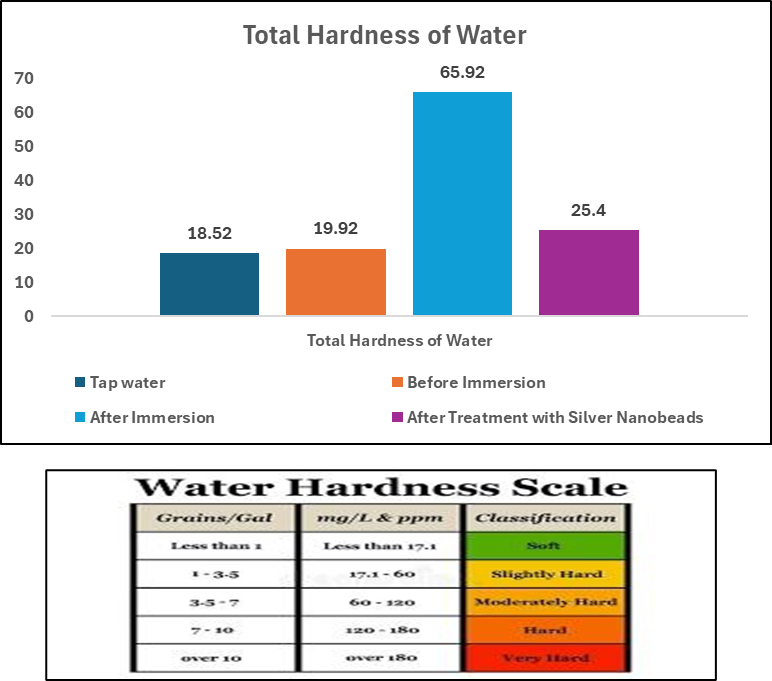 Total Hardness of Water
65.92
70
60
50
40
30
25.4
18.52
19.92
20
10
0
Total Hardness of Water
Tap water
Before Immersion
After Immersion
After Treatment with Silver Nanobeads
Water Hardness Scale
Grains/Gal mg/L & ppm Classification
Less than 1 Less than 17.1 Soft
1 - 3.5 17.1 - 60 Slightly Hard
3.5 - 7 60 - 120 Moderately Hard
7 - 10 120 - 180 Hard
over 10 over 180 Very Hard